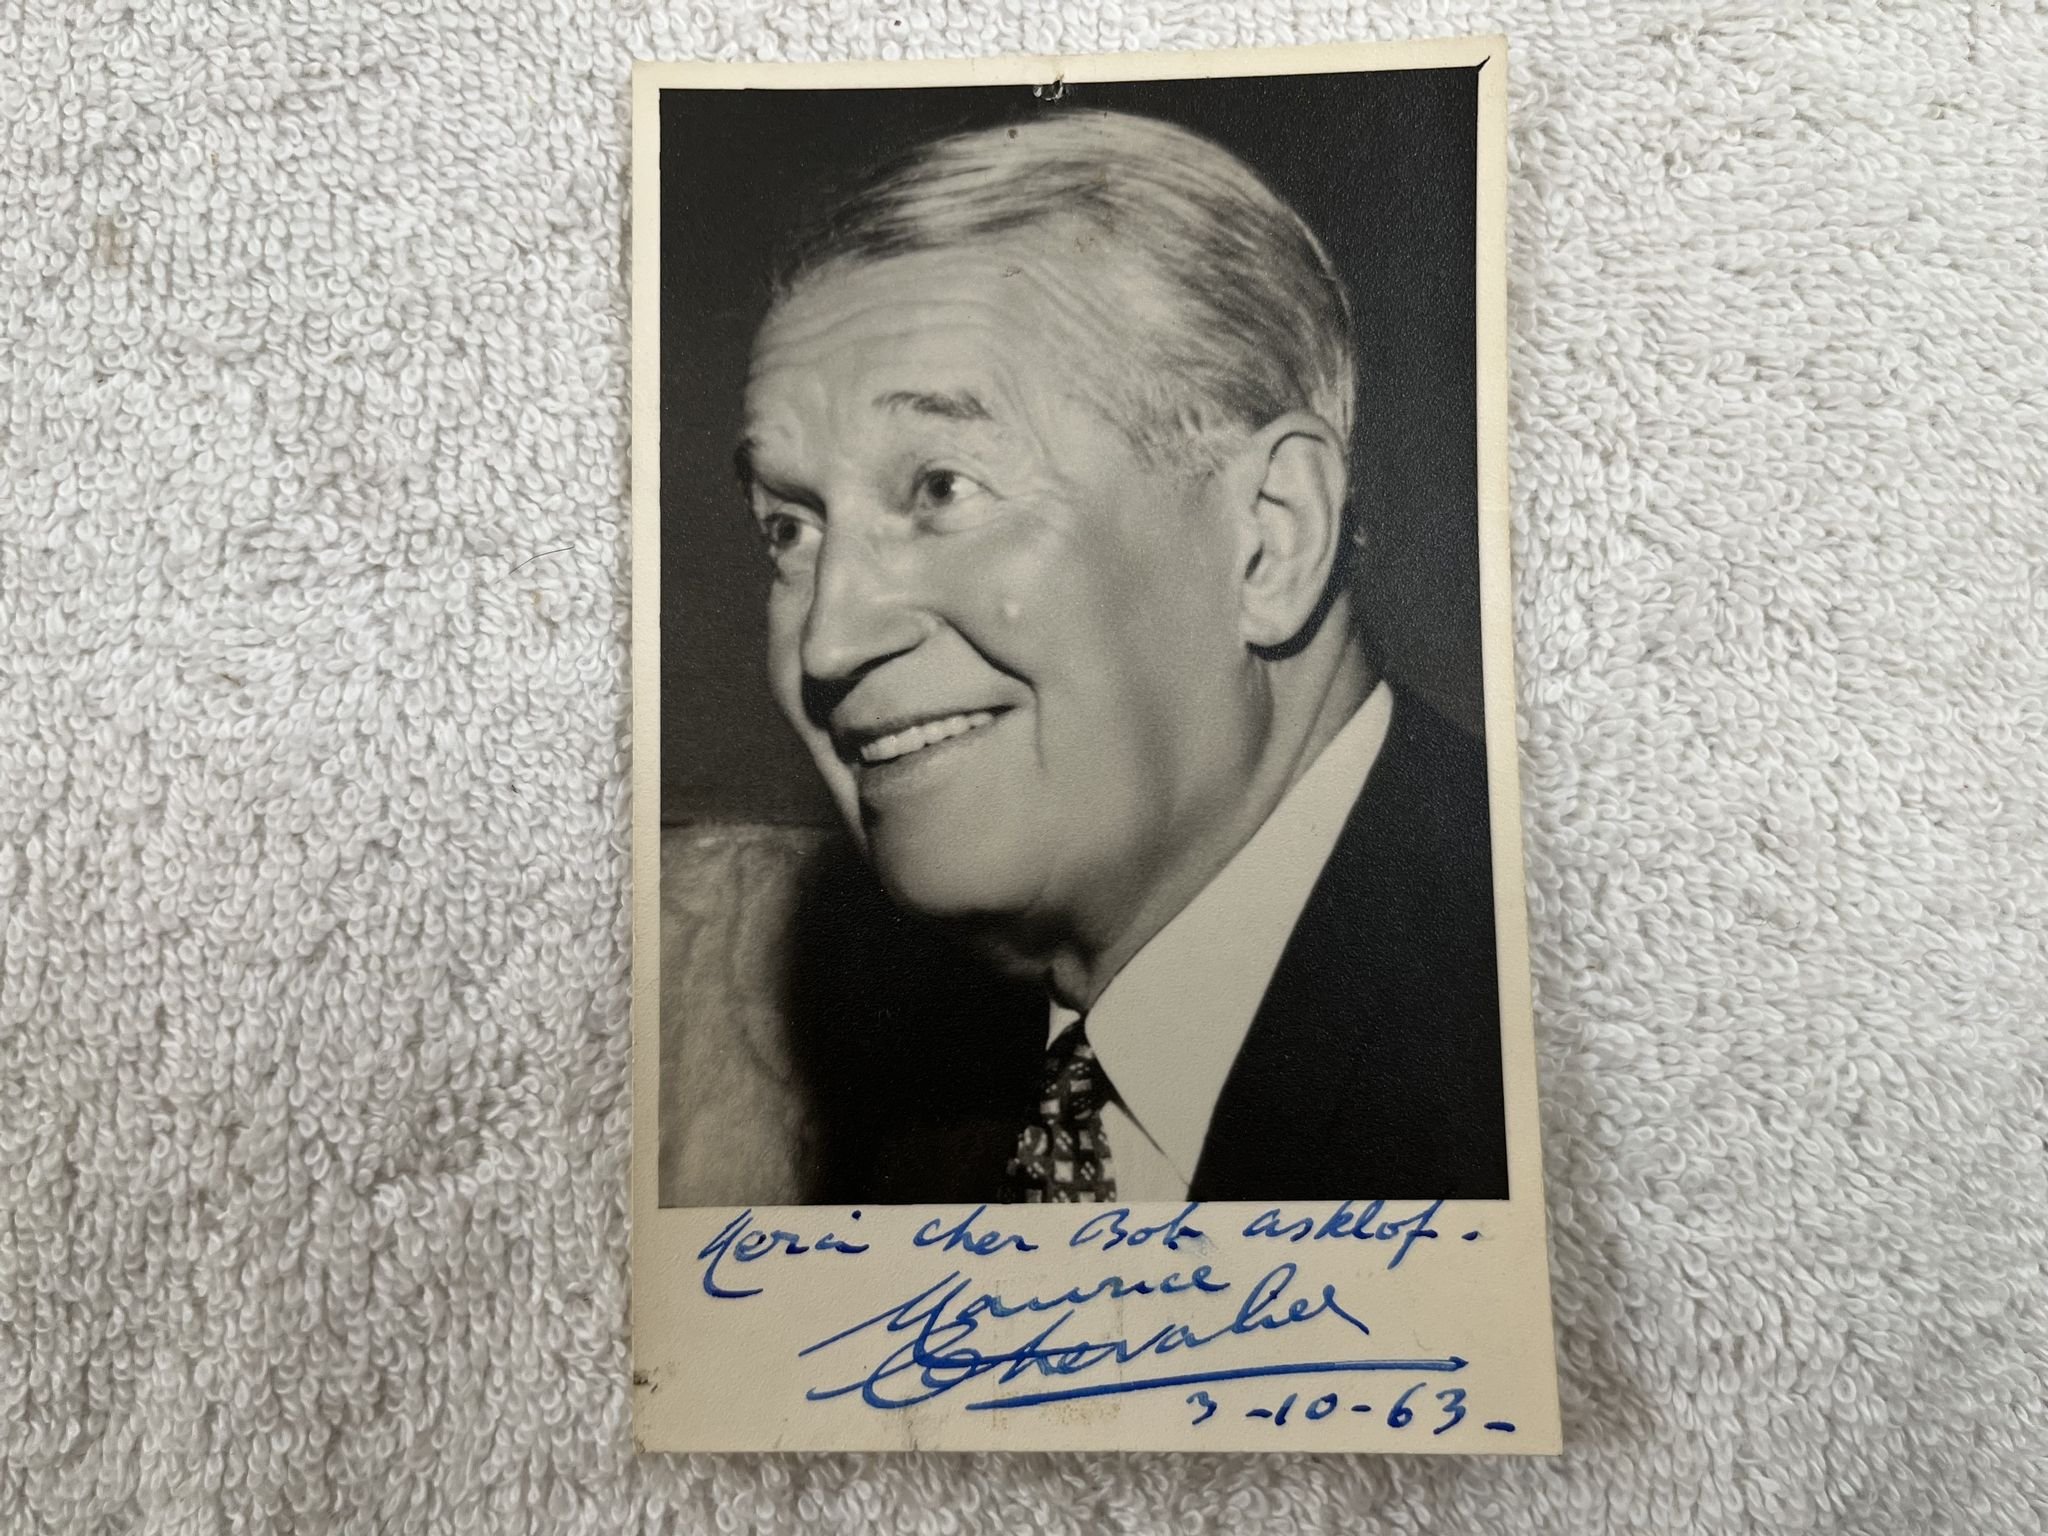 Merci cher Bob asklof.
Maurice
Chevalier
3-10-63-